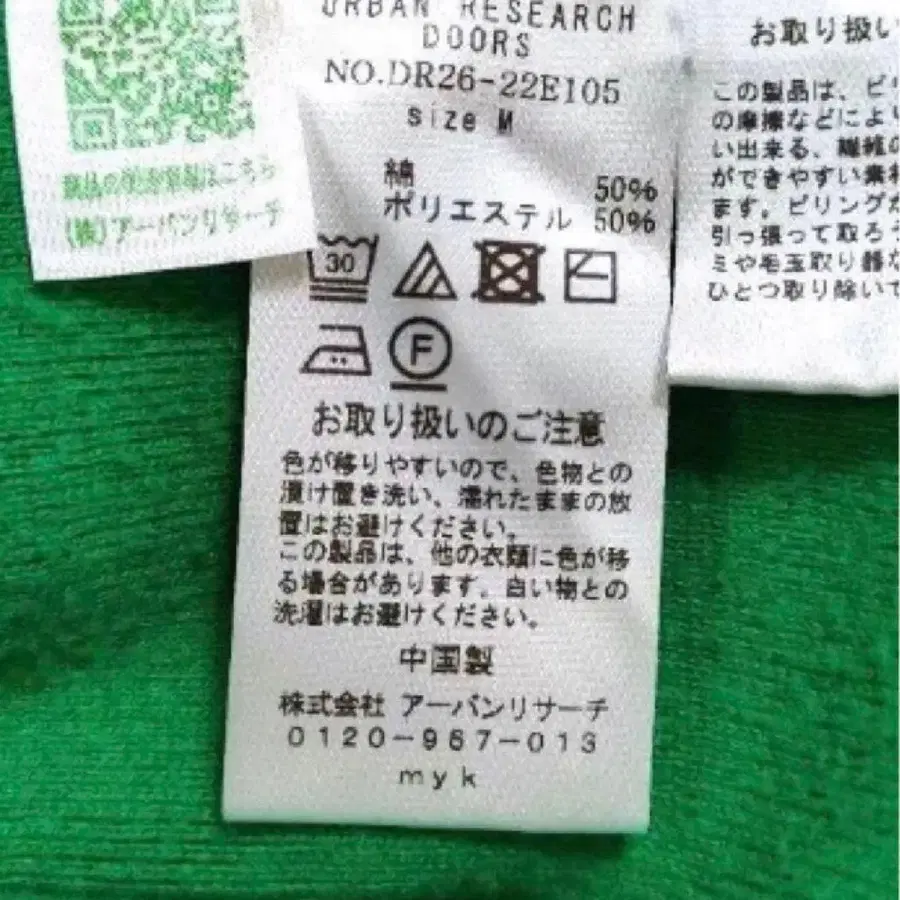 URBAN RESEARCH
DOORS
NO.DR26-22E105
size M
綿 50%
ポリエステル 50%
30
F
お取り扱いのご注意
色が移りやすいので、色物との
漬け置き洗い、濡れたままの放
置はお避けください。
この製品は、他の衣類に色が移
る場合があります。白い物との
洗濯はお避けください。
中国製
株式会社 アーバンリサーチ
0120-967-013
myk
はこちら
(株)アーバンリサーチ
お取り扱い
この製品は、ピリ
の摩擦などにより
い出来る、繊維の
ができやすい素材
ます。ピリングが
引っ張って取ろう
ミや毛玉取り器な
ひとつ取り除いて